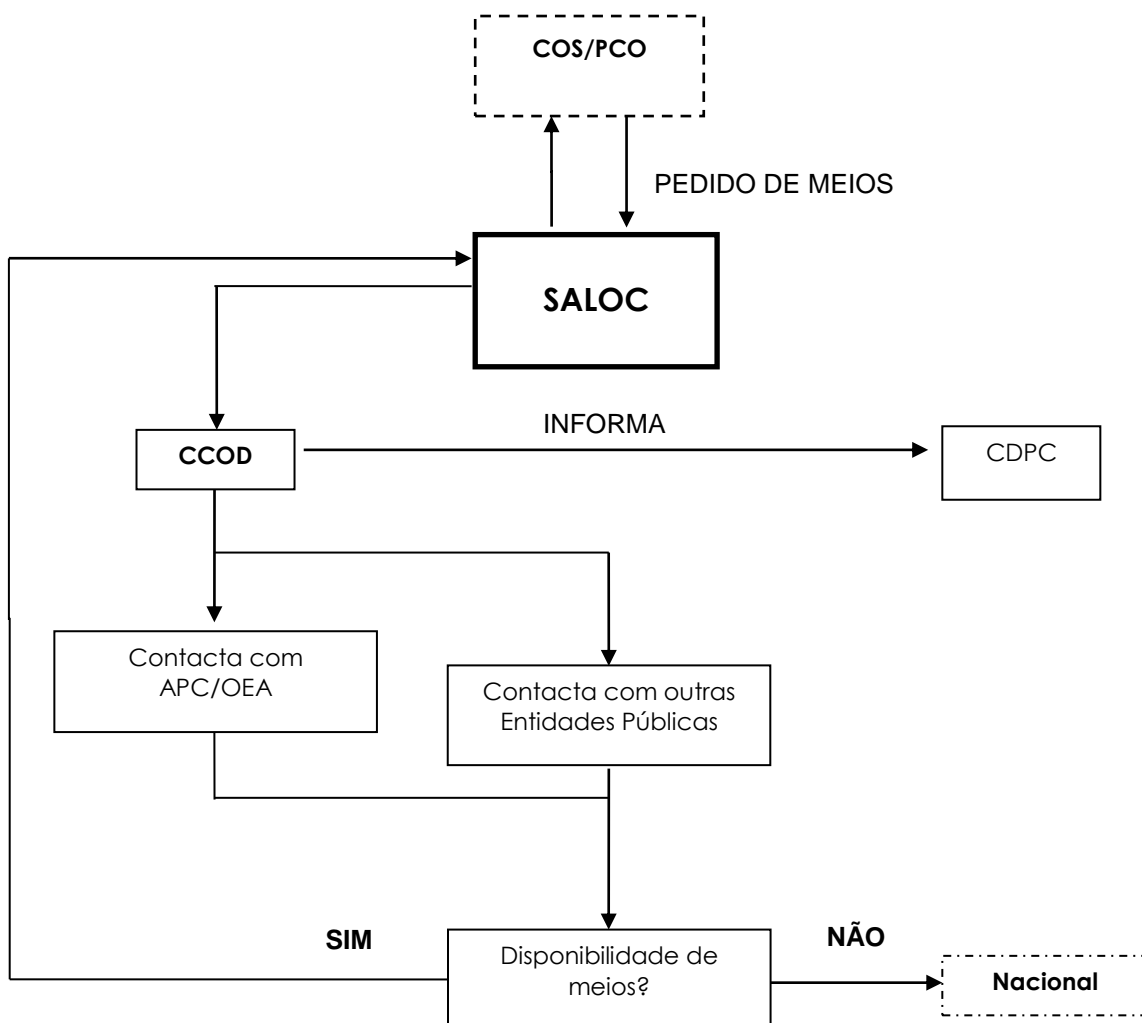 COS/PCO
PEDIDO DE MEIOS
SALOC
INFORMA
CCOD
CDPC
Contacta com
APC/OEA
Contacta com outras
Entidades Públicas
SIM
Disponibilidade de
meios?
NÃO
Nacional